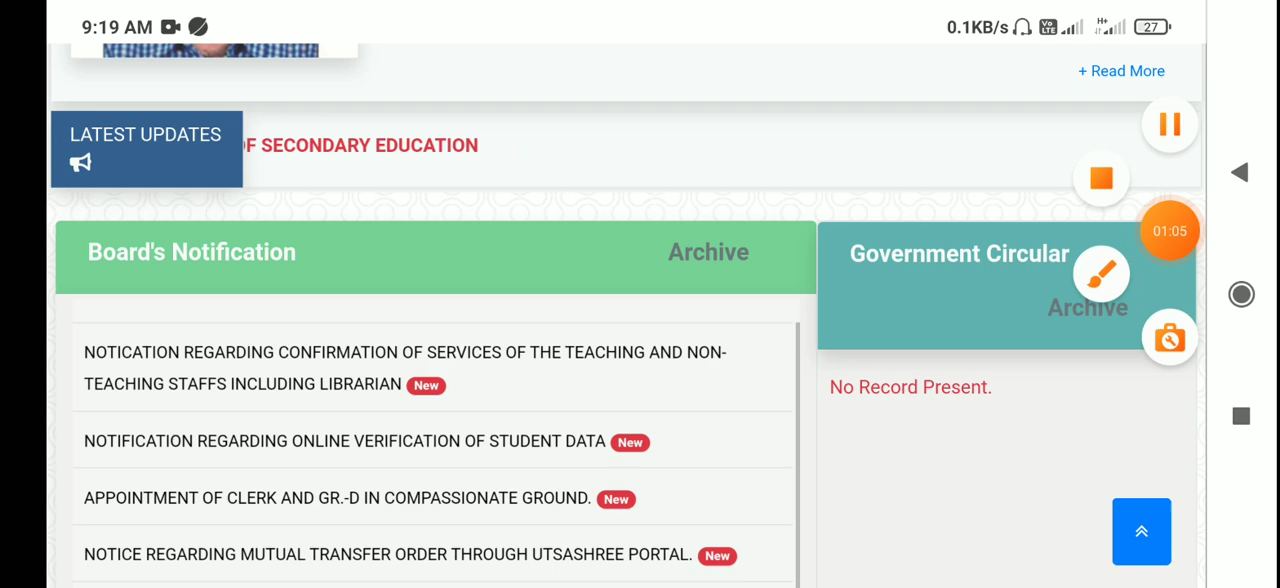 9:19 AM
0.1KB/s
Vo
LTE
H+
27
+ Read More
LATEST UPDATES
OF SECONDARY EDUCATION
01:05
Board's Notification
Archive
Government Circular
Archive
NOTICATION REGARDING CONFIRMATION OF SERVICES OF THE TEACHING AND NON-
TEACHING STAFFS INCLUDING LIBRARIAN New
No Record Present.
NOTIFICATION REGARDING ONLINE VERIFICATION OF STUDENT DATA New
APPOINTMENT OF CLERK AND GR.-D IN COMPASSIONATE GROUND. New
NOTICE REGARDING MUTUAL TRANSFER ORDER THROUGH UTSASHREE PORTAL. New